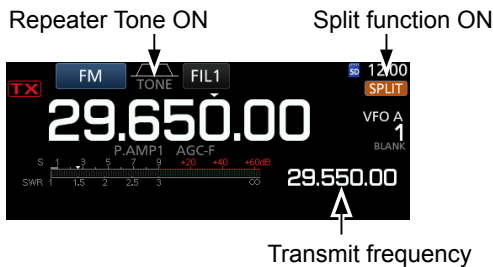 Repeater Tone ON
Split function ON
FM TONE FIL1 SD 12:00
TX SPLIT
29.650.00
VFO A
1
BLANK
P.AMP1 AGC-F
S 1 3 5 7 9 +20 +40 +60dB
SWR 1 1.5 2 2.5 3 ∞
29.550.00
Transmit frequency